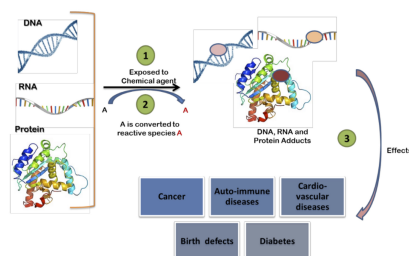 DNA
RNA
Protein
1
Exposed to
Chemical agent
A
A
2
A is converted to
reactive species A
DNA, RNA and
Protein Adducts
3
Effects
Cancer
Auto-immune
diseases
Cardio-
vascular
diseases
Birth defects
Diabetes